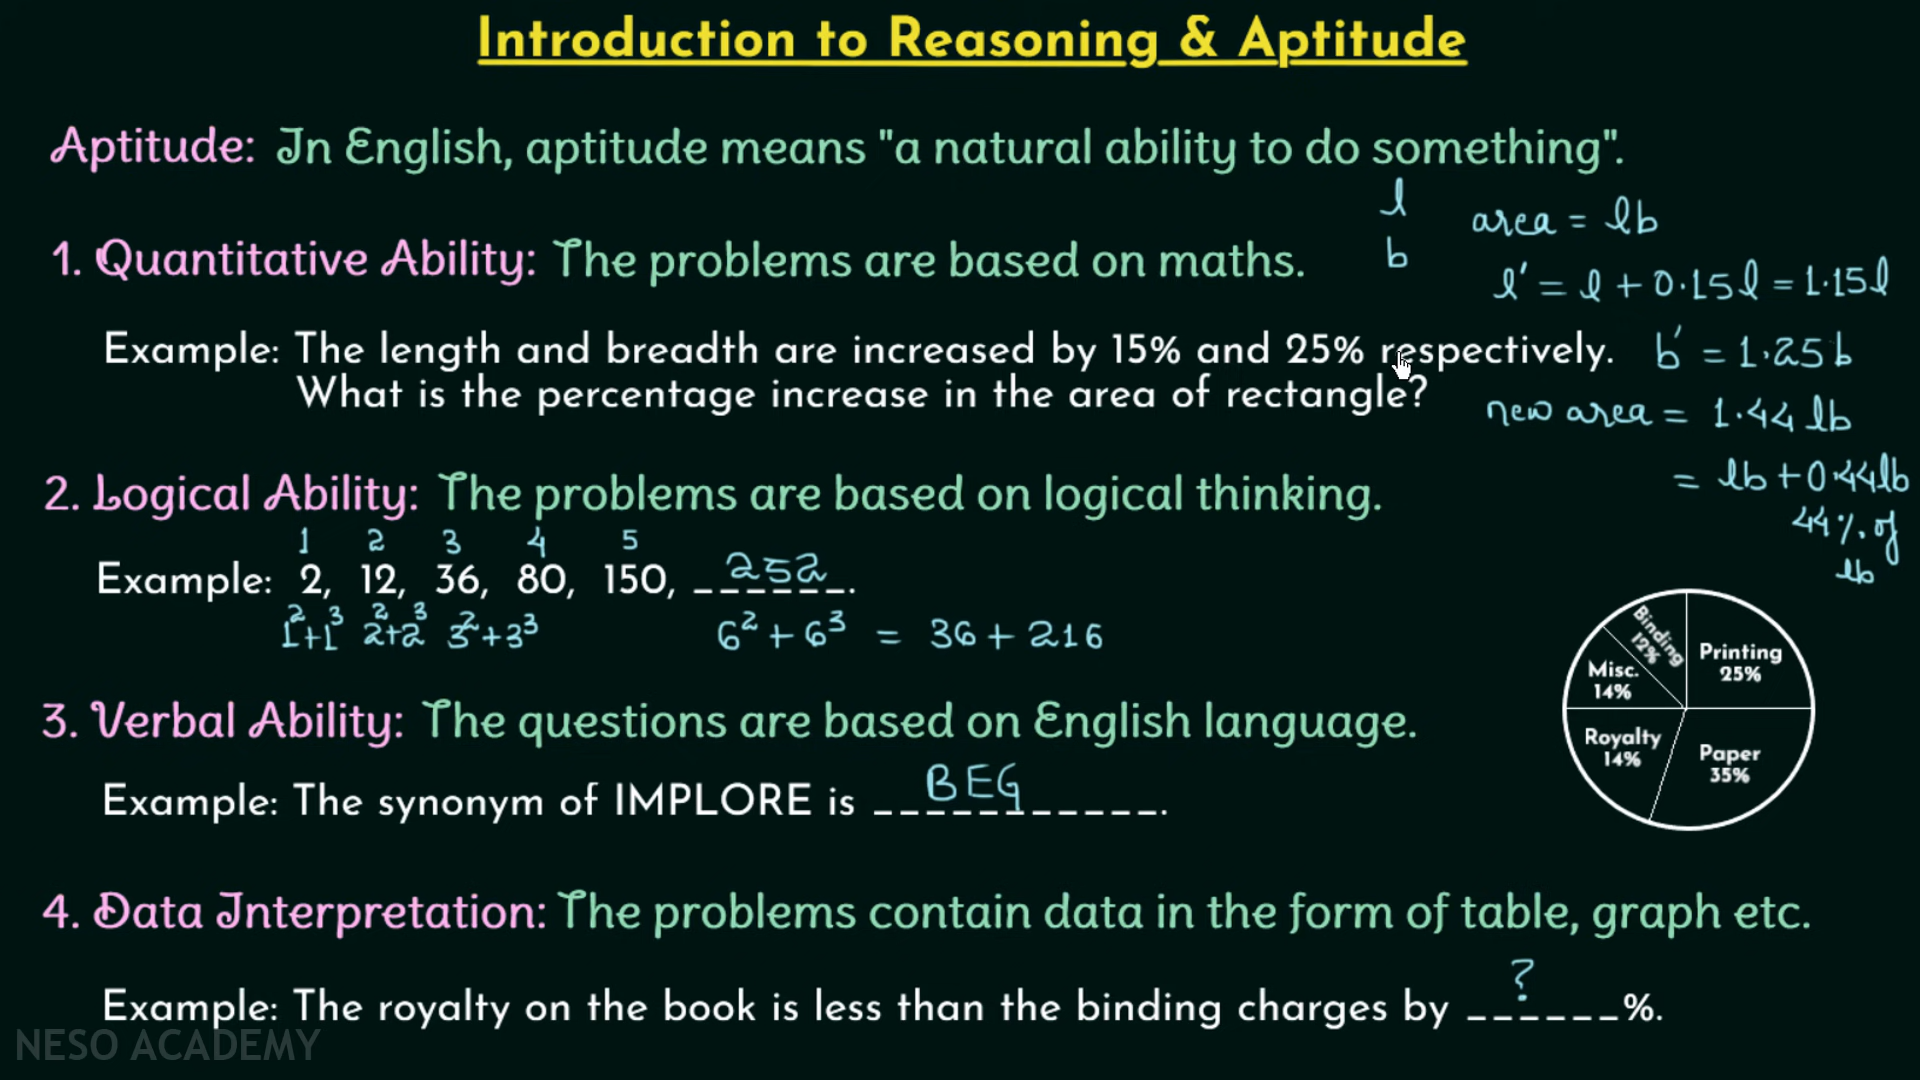 Introduction to Reasoning & Aptitude
Aptitude: In English, aptitude means "a natural ability to do something".
l area = lb
1. Quantitative Ability: The problems are based on maths.
b
l' = l + 0.15l = 1.15l
Example: The length and breadth are increased by 15% and 25% respectively.
b' = 1.25b
What is the percentage increase in the area of rectangle?
new area = 1.44 lb
= lb + 0.44lb
44% of
lb
2. Logical Ability: The problems are based on logical thinking.
1 2 3 4 5
Example: 2, 12, 36, 80, 150, 252.
1²+1³ 2²+2³ 3²+3³ 6² + 6³ = 36 + 216
Binding
12%
Printing
25%
Misc.
14%
Royalty
14%
Paper
35%
3. Verbal Ability: The questions are based on English language.
Example: The synonym of IMPLORE is BEG.
4. Data Interpretation: The problems contain data in the form of table, graph etc.
Example: The royalty on the book is less than the binding charges by ?______%.
NESO ACADEMY